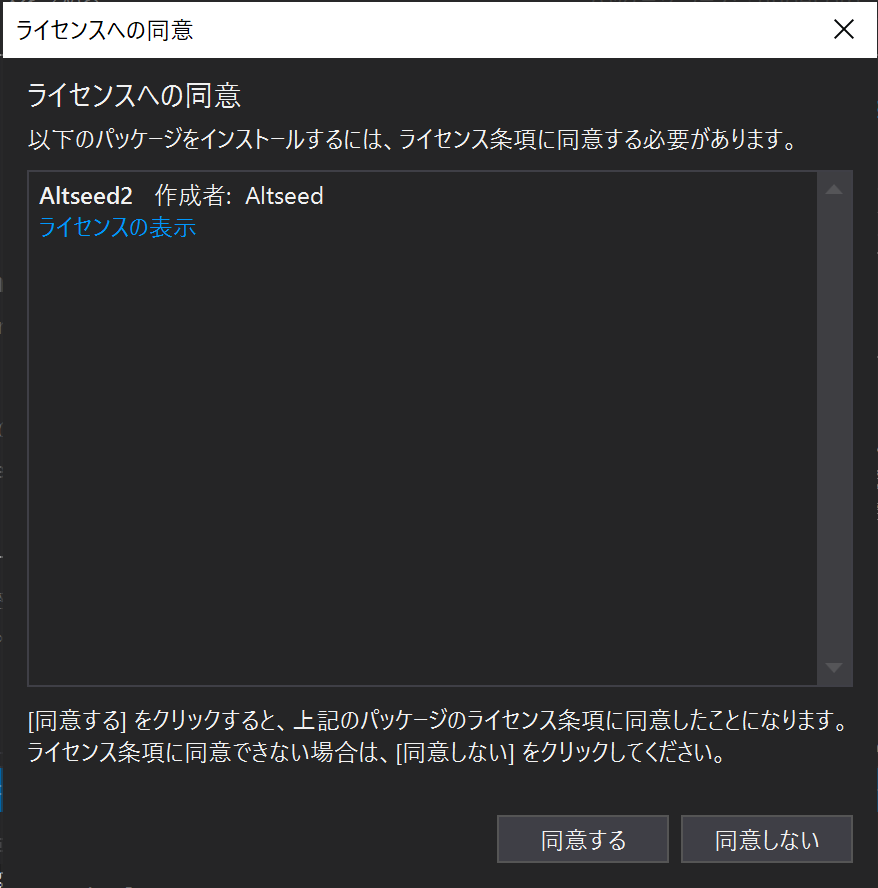 ライセンスへの同意
ライセンスへの同意
以下のパッケージをインストールするには、ライセンス条項に同意する必要があります。
Altseed2 作成者: Altseed
ライセンスの表示
[同意する] をクリックすると、上記のパッケージのライセンス条項に同意したことになります。
ライセンス条項に同意できない場合は、[同意しない] をクリックしてください。
同意する 同意しない